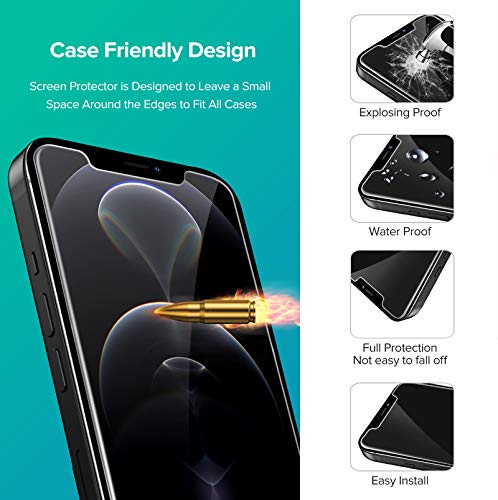 Case Friendly Design
Screen Protector is Designed to Leave a Small
Space Around the Edges to Fit All Cases
Explosing Proof
Water Proof
Full Protection
Not easy to fall off
Easy Install